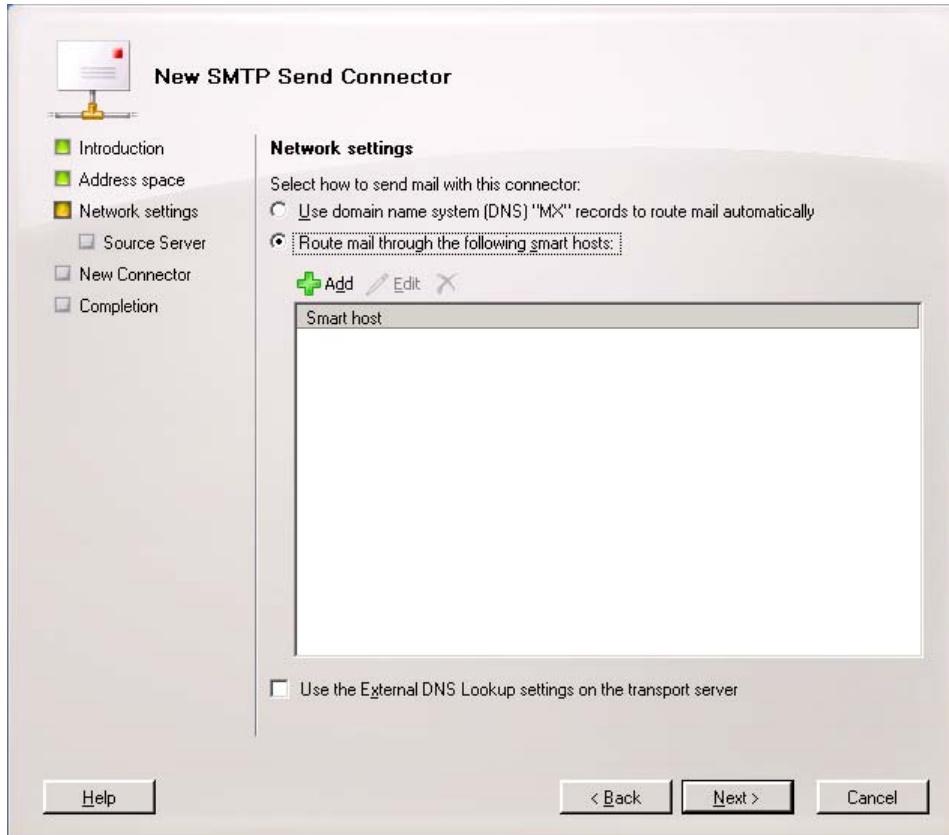 New SMTP Send Connector
Introduction
Address space
Network settings
Source Server
New Connector
Completion
Network settings
Select how to send mail with this connector:
Use domain name system (DNS) "MX" records to route mail automatically
Route mail through the following smart hosts:
Add Edit
Smart host
Use the External DNS Lookup settings on the transport server
Help
< Back
Next >
Cancel